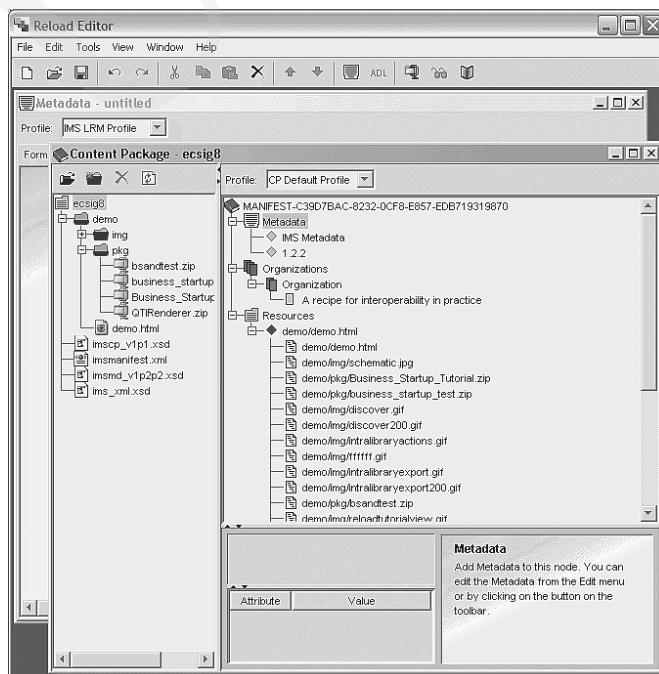 Reload Editor
File Edit Tools View Window Help
ADL
Metadata - untitled
Profile: IMS LRM Profile
Form
Content Package - ecsig8
Profile: CP Default Profile
ecsig8
demo
img
pkg
bsandtest.zip
business_startup
Business_Startup
QTIRenderer.zip
demo.html
imscp_v1p1.xsd
imsmanifest.xml
imsmd_v1p2p2.xsd
ims_xml.xsd
MANIFEST-C39D7BAC-8232-0CF8-E857-EDB719319870
Metadata
IMS Metadata
1.2.2
Organizations
Organization
A recipe for interoperability in practice
Resources
demo/demo.html
demo/demo.html
demo/img/schematic.jpg
demo/pkg/Business_Startup_Tutorial.zip
demo/pkg/business_startup_test.zip
demo/img/discover.gif
demo/img/discover200.gif
demo/img/intralibraryactions.gif
demo/img/ffffff.gif
demo/img/intralibraryexport.gif
demo/img/intralibraryexport200.gif
demo/pkg/bsandtest.zip
demo/img/reloadtutorialview.gif
Attribute Value
Metadata
Add Metadata to this node. You can
edit the Metadata from the Edit menu
or by clicking on the button on the
toolbar.